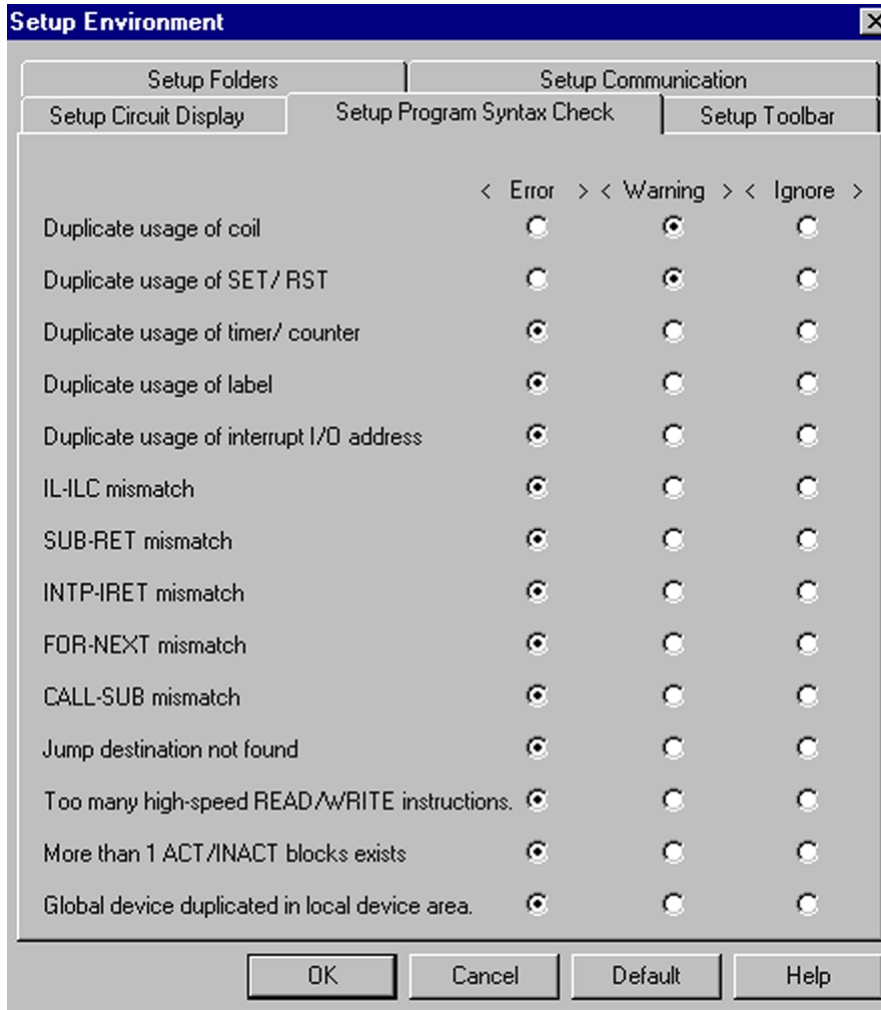 Setup Environment
Setup Folders Setup Communication
Setup Circuit Display Setup Program Syntax Check Setup Toolbar
< Error > < Warning > < Ignore >
Duplicate usage of coil
Duplicate usage of SET/ RST
Duplicate usage of timer/ counter
Duplicate usage of label
Duplicate usage of interrupt I/O address
IL-ILC mismatch
SUB-RET mismatch
INTP-IRET mismatch
FOR-NEXT mismatch
CALL-SUB mismatch
Jump destination not found
Too many high-speed READ/WRITE instructions.
More than 1 ACT/INACT blocks exists
Global device duplicated in local device area.
OK Cancel Default Help